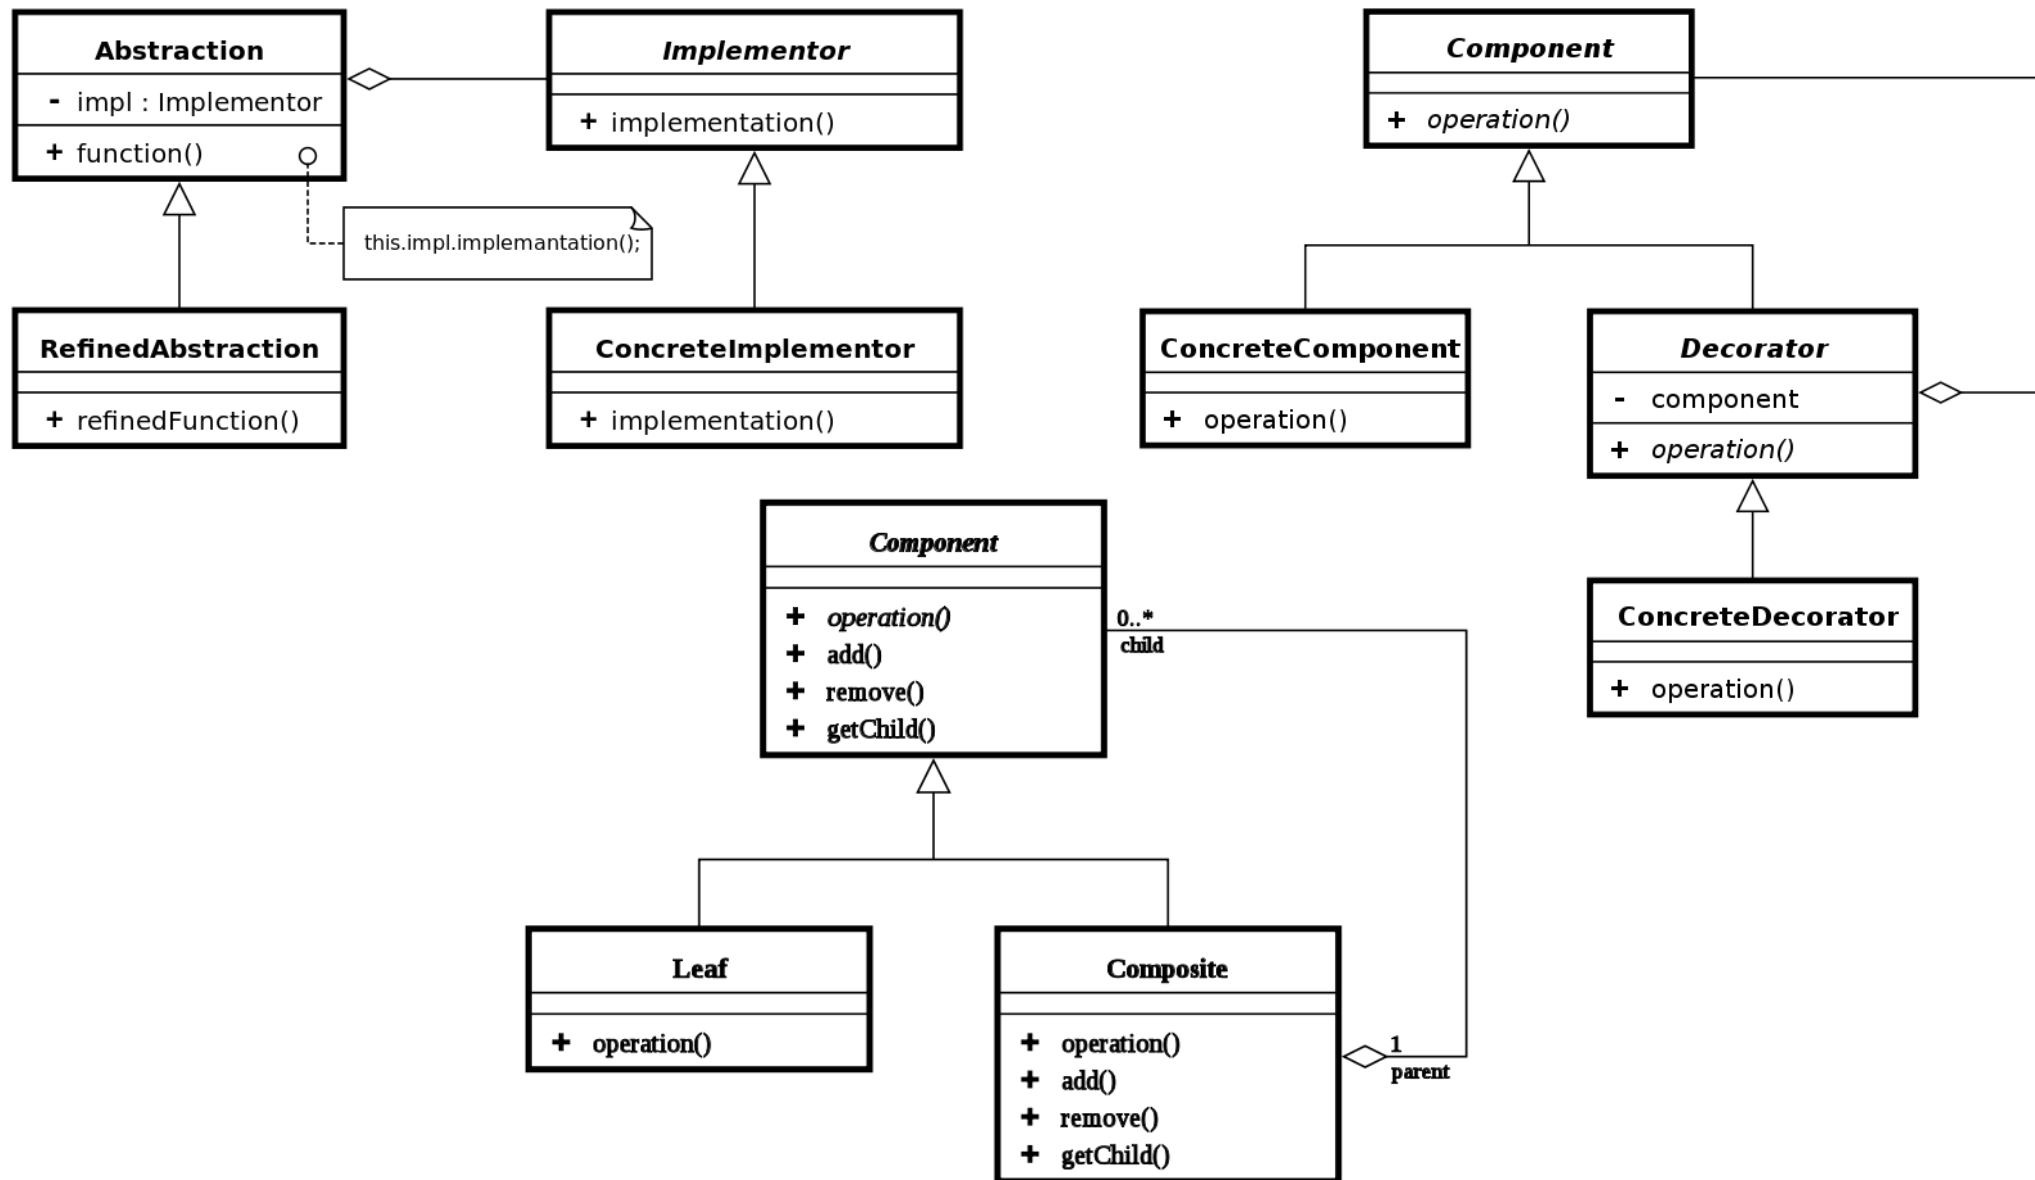 Abstraction
- impl : Implementor
+ function()
Implementor
+ implementation()
this.impl.implemantation();
RefinedAbstraction
+ refinedFunction()
ConcreteImplementor
+ implementation()
Component
+ operation()
ConcreteComponent
+ operation()
Decorator
- component
+ operation()
ConcreteDecorator
+ operation()
Component
+ operation()
+ add()
+ remove()
+ getChild()
0..*
child
Leaf
+ operation()
Composite
+ operation()
+ add()
+ remove()
+ getChild()
1
parent